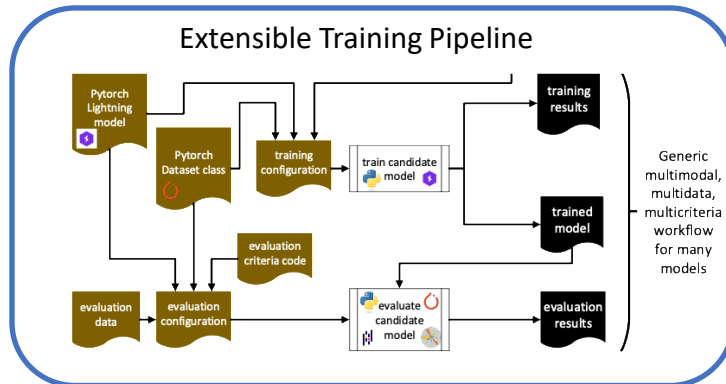 Extensible Training Pipeline
Pytorch
Lightning
model
Pytorch
Dataset class
training
configuration
train candidate
model
training
results
trained
model
Generic
multimodal,
multidata,
multicriteria
workflow
for many
models
evaluation
criteria code
evaluation
data
evaluation
configuration
evaluate
candidate
model
evaluation
results